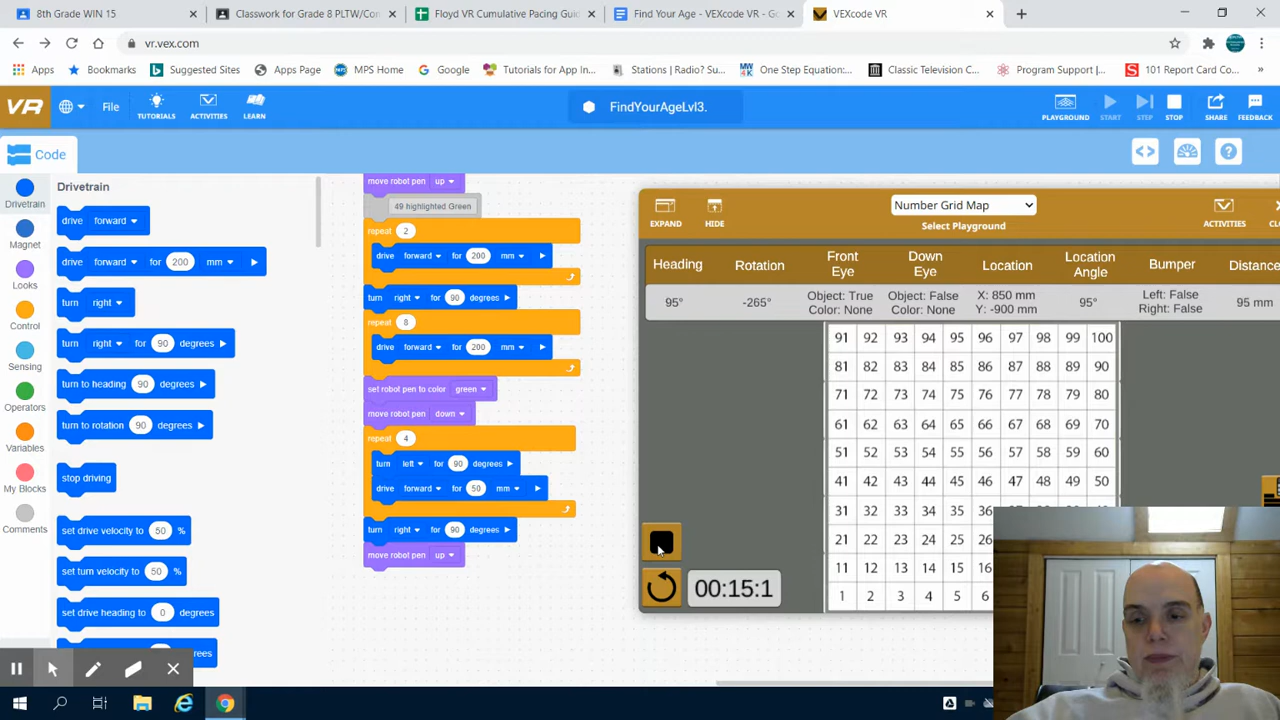 8th Grade WIN 15
Classwork for Grade 8 PLTW/Con
Floyd VR Cumulative Pacing Guid
Find Your Age - VEXcode VR - Go
VEXcode VR
vr.vex.com
Apps
Bookmarks
Suggested Sites
Apps Page
MPS Home
Google
Tutorials for App In...
Stations | Radio? Su...
One Step Equation:...
Classic Television C...
Program Support |...
101 Report Card Co...
VR
File
TUTORIALS
ACTIVITIES
LEARN
FindYourAgeLvl3.
PLAYGROUND
START
STEP
STOP
SHARE
FEEDBACK
Code
Drivetrain
Magnet
Looks
Control
Sensing
Operators
Variables
My Blocks
Comments
Drivetrain
drive forward
drive forward for 200 mm
turn right
turn right for 90 degrees
turn to heading 90 degrees
turn to rotation 90 degrees
stop driving
set drive velocity to 50 %
set turn velocity to 50 %
set drive heading to 0 degrees
move robot pen up
49 highlighted Green
repeat 2
drive forward for 200 mm
turn right for 90 degrees
repeat 8
drive forward for 200 mm
set robot pen to color green
move robot pen down
repeat 4
turn left for 90 degrees
drive forward for 50 mm
turn right for 90 degrees
move robot pen up
EXPAND
HIDE
Number Grid Map
Select Playground
ACTIVITIES
Heading Rotation Front Eye Down Eye Location Location Angle Bumper Distance
95° -265° Object: True Color: None Object: False Color: None X: 850 mm Y: -900 mm 95° Left: False Right: False 95 mm
91 92 93 94 95 96 97 98 99 100
81 82 83 84 85 86 87 88 89 90
71 72 73 74 75 76 77 78 79 80
61 62 63 64 65 66 67 68 69 70
51 52 53 54 55 56 57 58 59 60
41 42 43 44 45 46 47 48 49 50
31 32 33 34 35
21 22 23 24 25 26
11 12 13 14 15 16
1 2 3 4 5 6
00:15:1